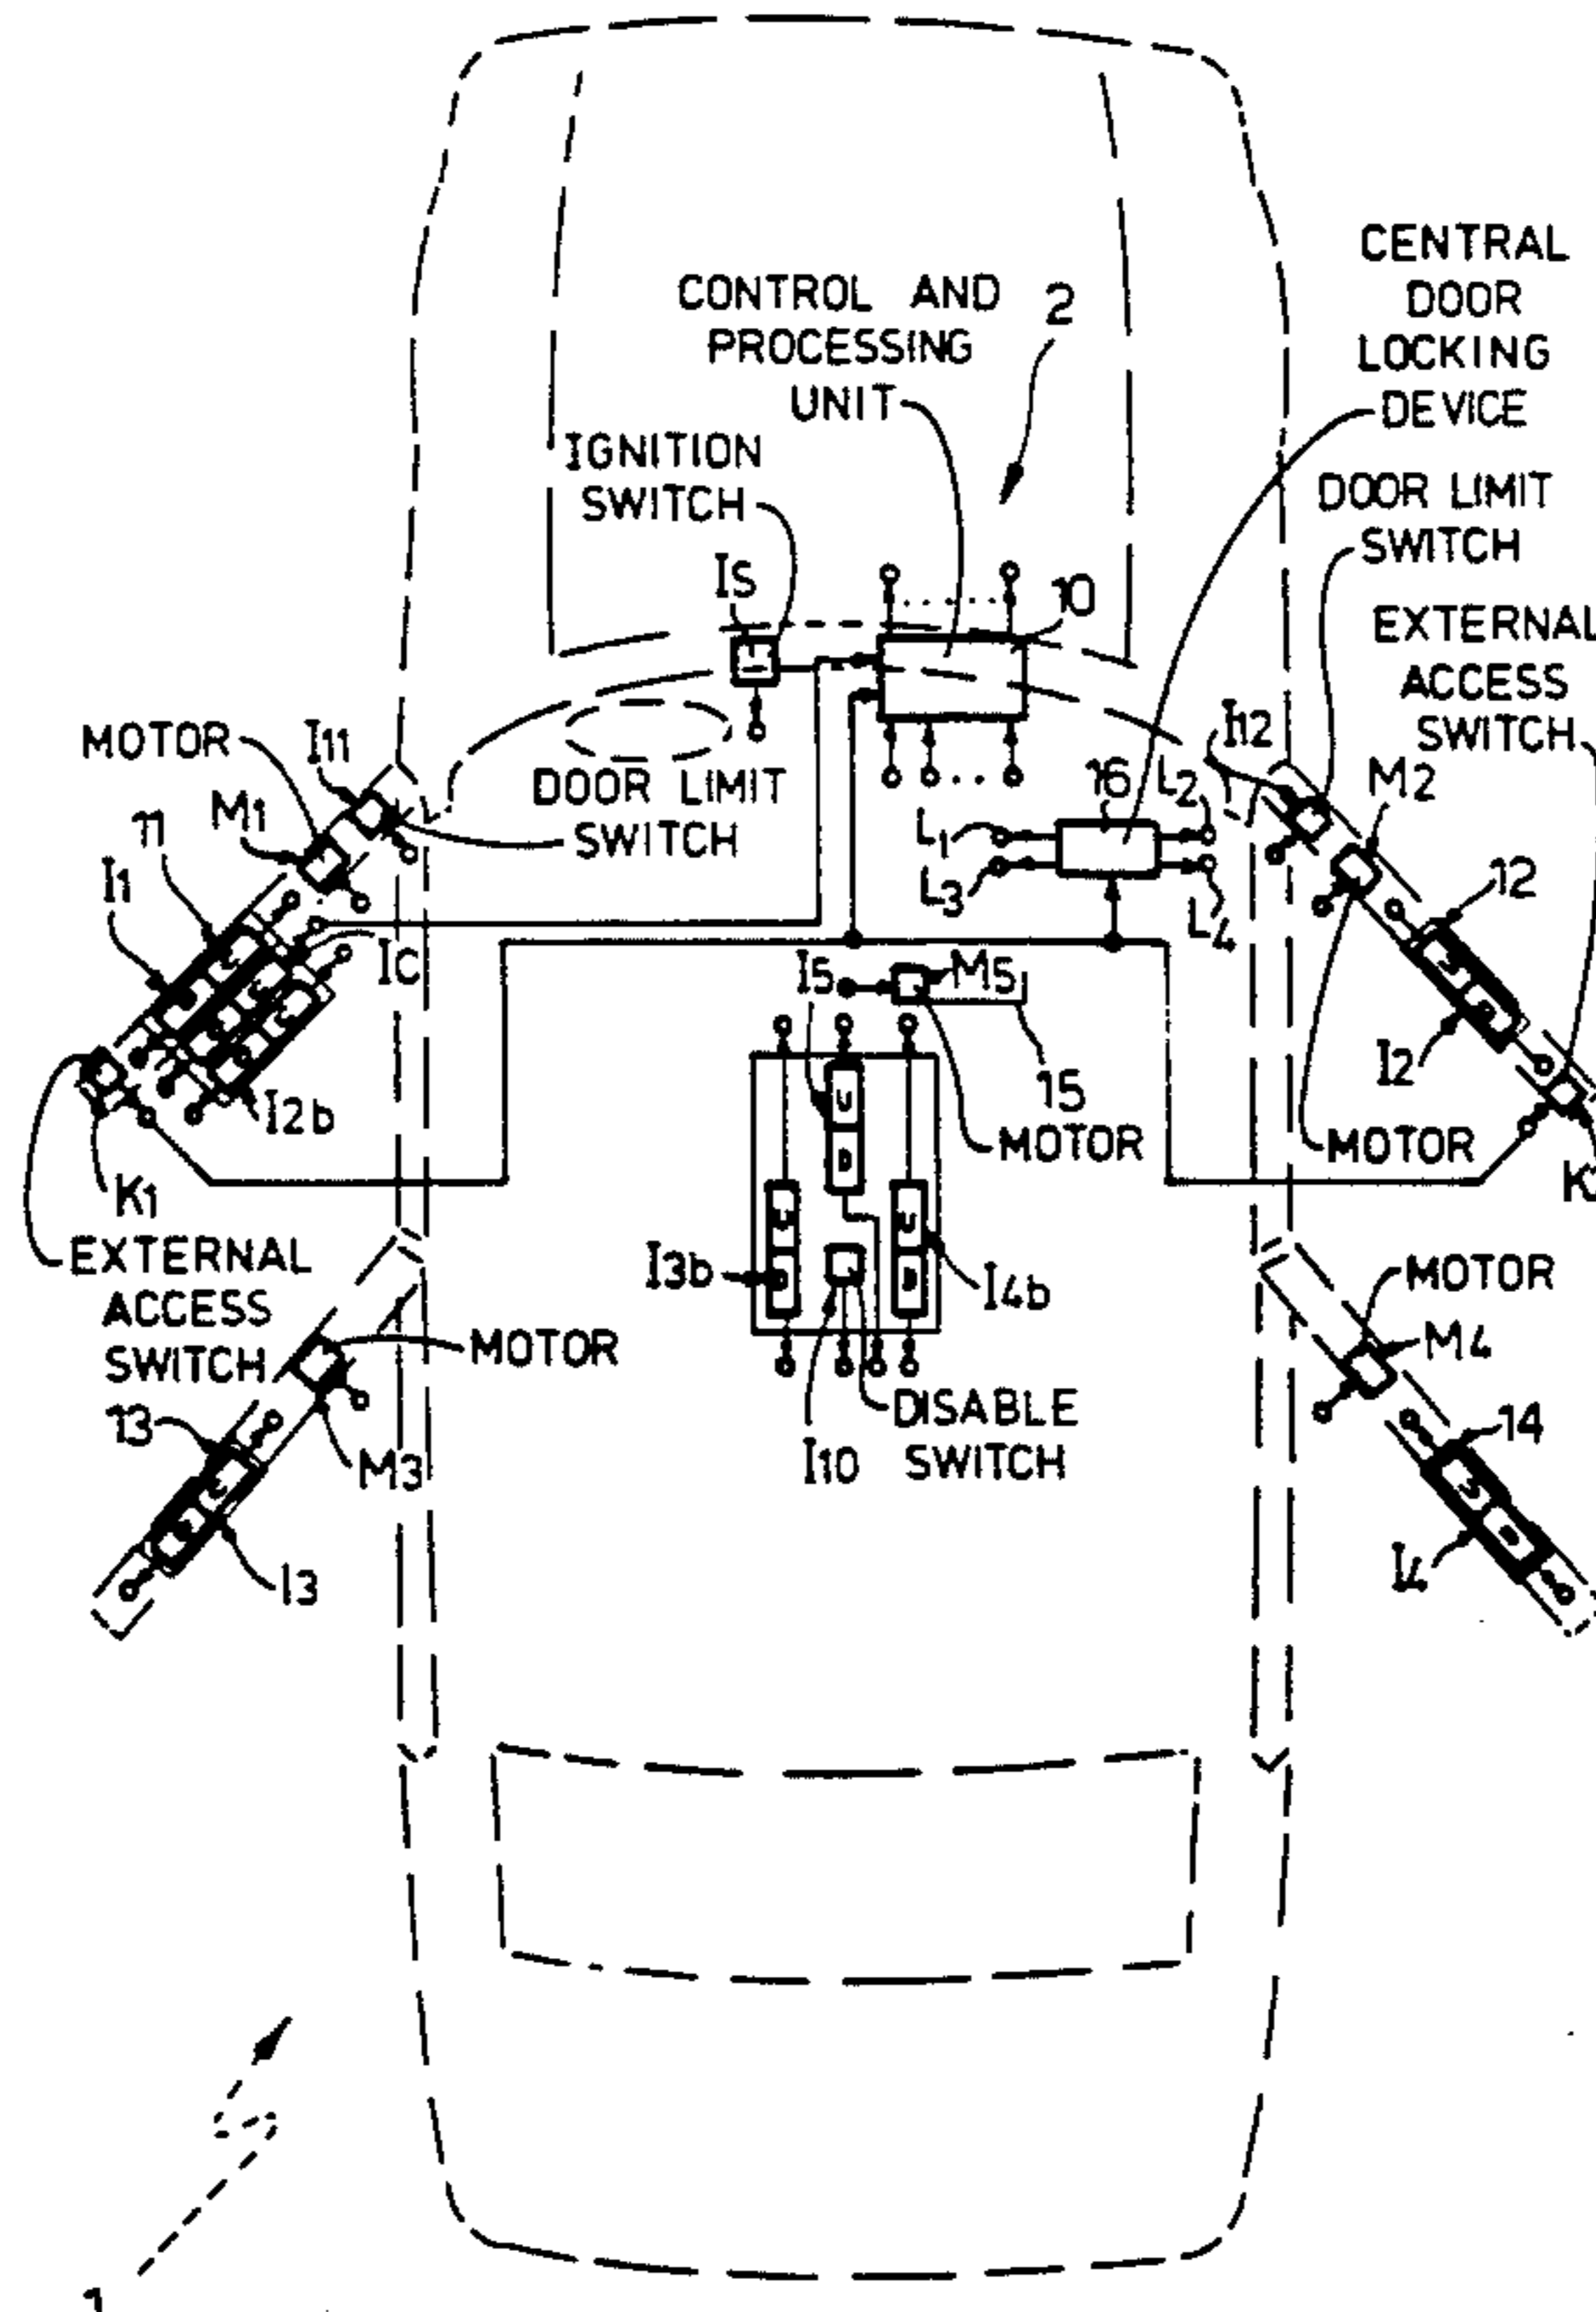 CONTROL AND
PROCESSING
UNIT
2
CENTRAL
DOOR
LOCKING
DEVICE
IGNITION
SWITCH
DOOR LIMIT
SWITCH
IS
10
EXTERNAL
ACCESS
SWITCH
MOTOR
I11
I12
DOOR LIMIT
SWITCH
16
L2
M2
M1
11
L1
I1
L3
L4
12
IC
I5
M5
I2
15
I2b
MOTOR
MOTOR
K1
EXTERNAL
ACCESS
SWITCH
U
D
U
D
U
D
I3b
I4b
MOTOR
MOTOR
M4
DISABLE
SWITCH
I10
13
M3
14
I3
I4
1